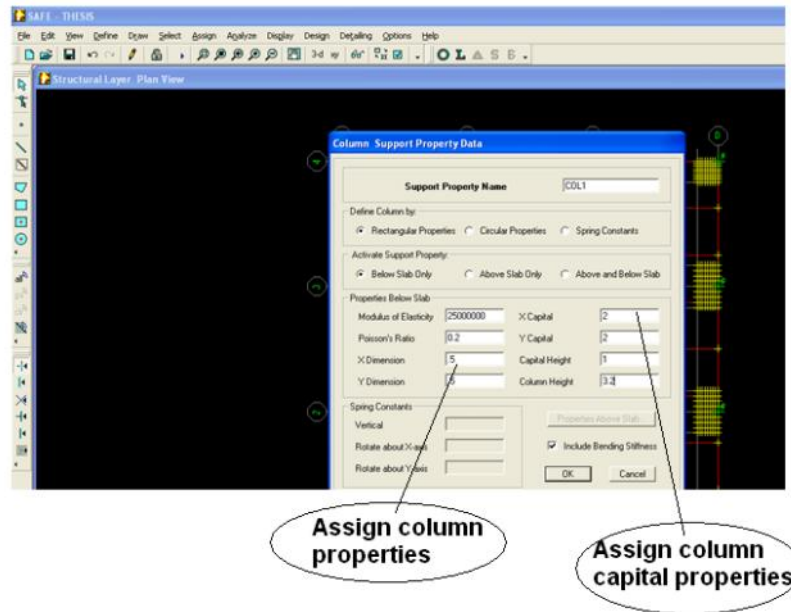 SAFE - THESIS
File Edit View Define Draw Select Assign Analyze Display Design Detailing Options Help
3-d
Structural Layer Plan View
Column Support Property Data
Support Property Name COL1
Define Column by:
Rectangular Properties Circular Properties Spring Constants
Activate Support Property:
Below Slab Only Above Slab Only Above and Below Slab
Properties Below Slab
Modulus of Elasticity 25000000 X Capital 2
Poisson's Ratio 0.2 Y Capital 2
X Dimension .5 Capital Height 1
Y Dimension Column Height 3.2
Spring Constants
Vertical Properties Above Slab...
Rotate about X-axis Include Bending Stiffness
Rotate about Y-axis OK Cancel
Assign column
properties
Assign column
capital properties